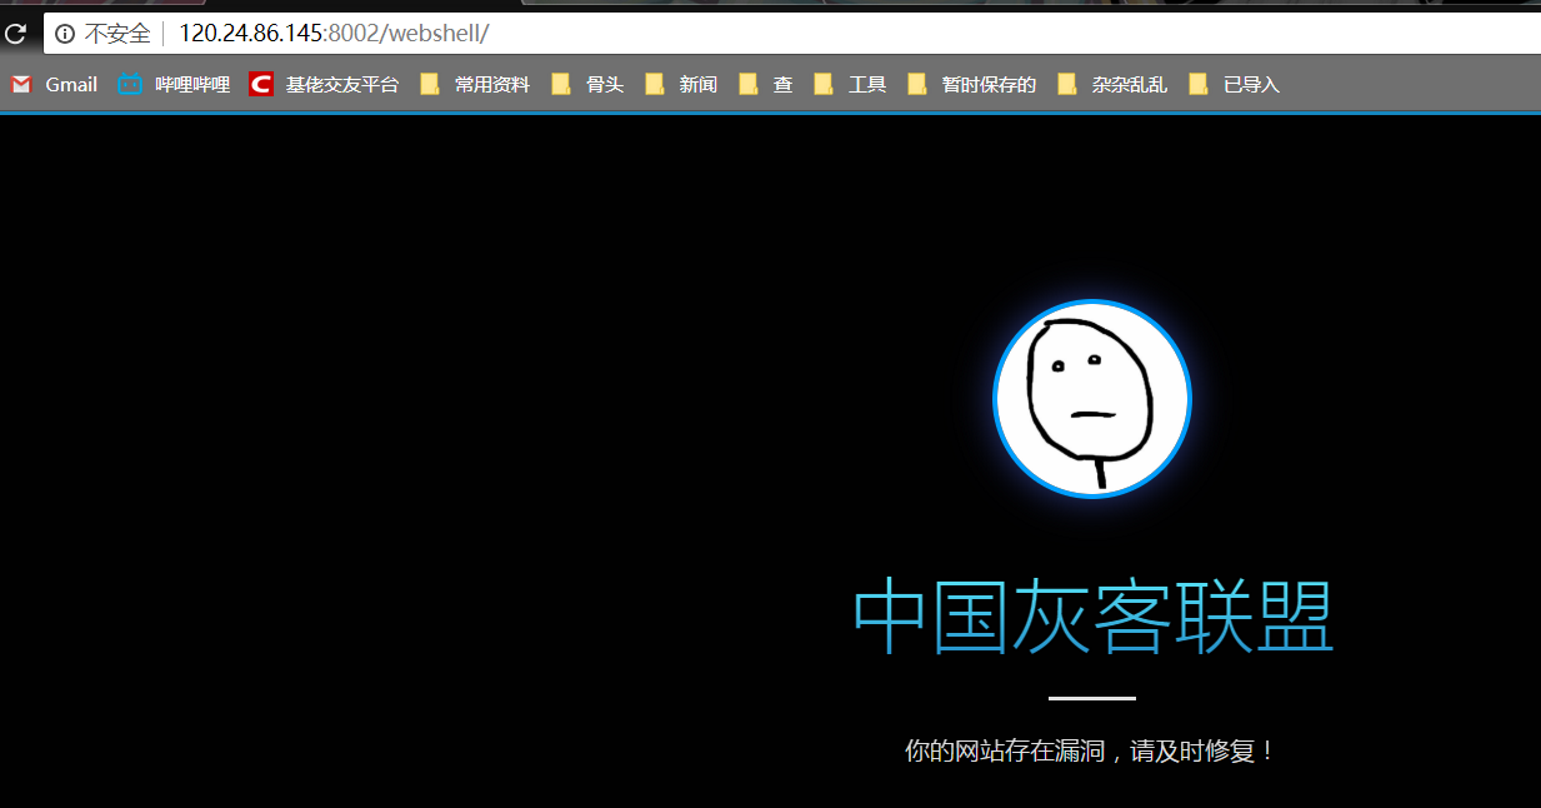 不安全 120.24.86.145:8002/webshell/
Gmail 哔哩哔哩 C 基佬交友平台 常用资料 骨头 新闻 查 工具 暂时保存的 杂杂乱乱 已导入
中国灰客联盟
你的网站存在漏洞，请及时修复！